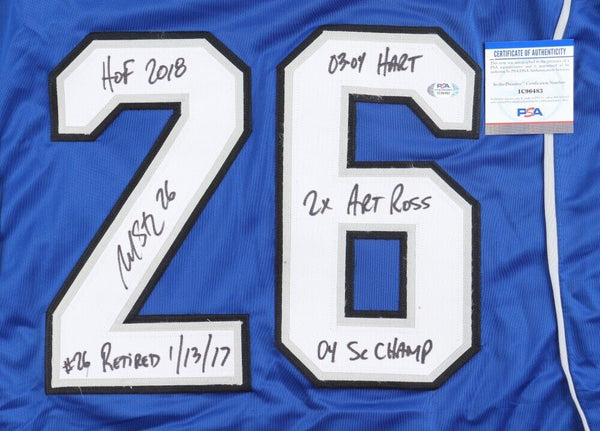 HOF 2018
03-04 HART
26
2x ART ROSS
#26 RETIRED 1/13/17
04 SC CHAMP
26
PSA
CERTIFICATE OF AUTHENTICITY
1C96483
PSA